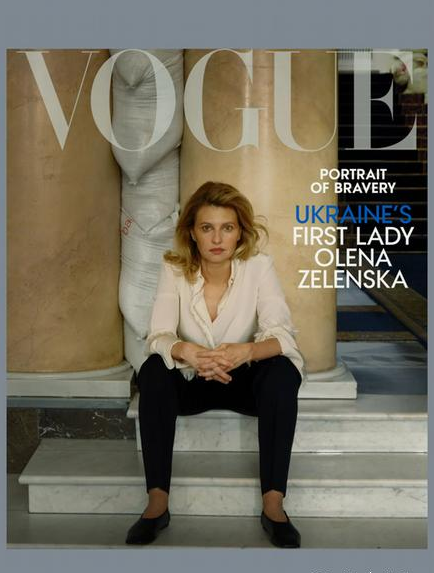 VOGUE
PORTRAIT
OF BRAVERY
UKRAINE'S
FIRST LADY
OLENA
ZELENSKA